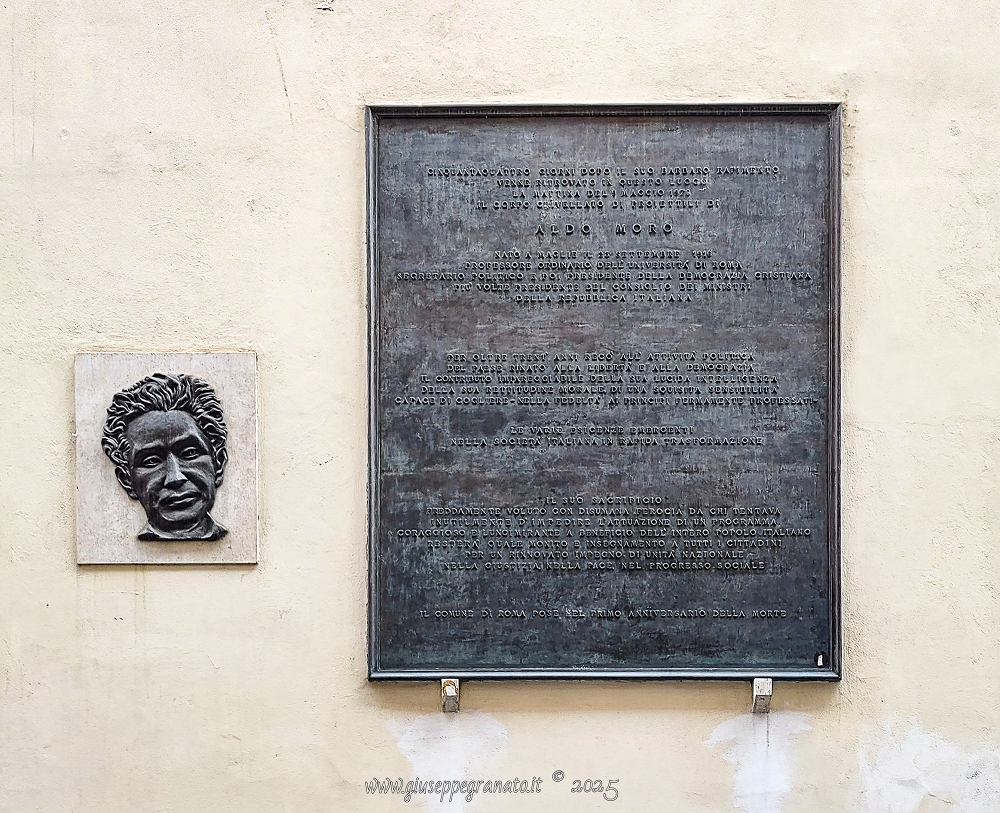 CINQUANTAQUATTRO GIORNI DOPO IL SUO BARBARO RAPIMENTO
VENNE RITROVATO IN QUESTO LUOGO
LA MATTINA DEL 9 MAGGIO 1978
IL CORPO CRIVELLATO DI PROIETTILI DI
ALDO MORO
NATO A MAGLIE IL 23 SETTEMBRE 1916
PROFESSORE ORDINARIO DELL'UNIVERSITÀ DI ROMA
SEGRETARIO POLITICO E POI PRESIDENTE DELLA DEMOCRAZIA CRISTIANA
PIÙ VOLTE PRESIDENTE DEL CONSIGLIO DEI MINISTRI
DELLA REPUBBLICA ITALIANA
PER OLTRE TRENT'ANNI RECÒ ALL'ATTIVITÀ POLITICA
DEL PAESE RINATO ALLA LIBERTÀ E ALLA DEMOCRAZIA
IL CONTRIBUTO IMPAREGGIABILE DELLA SUA LUCIDA INTELLIGENZA
DELLA SUA RETTITUDINE MORALE DI UNA SQUISITA SENSIBILITÀ
CAPACE DI COGLIERE-NELLA FEDELTÀ AI PRINCIPI FERMAMENTE PROFESSATI-
LE VARIE ESIGENZE EMERGENTI
NELLA SOCIETÀ ITALIANA IN RAPIDA TRASFORMAZIONE
IL SUO SACRIFICIO
FREDDAMENTE VOLUTO CON DISUMANA FEROCIA DA CHI TENTAVA
INUTILMENTE D'IMPEDIRE L'ATTUAZIONE DI UN PROGRAMMA
CORAGGIOSO E LUNGIMIRANTE A BENEFICIO DELL'INTERO POPOLO ITALIANO
RESTERÀ QUALE MONITO E INSEGNAMENTO A TUTTI I CITTADINI
PER UN RINNOVATO IMPEGNO DI UNITÀ NAZIONALE
NELLA GIUSTIZIA, NELLA PACE, NEL PROGRESSO SOCIALE
IL COMUNE DI ROMA POSE NEL PRIMO ANNIVERSARIO DELLA MORTE
www.giuseppegranato.it © 2025